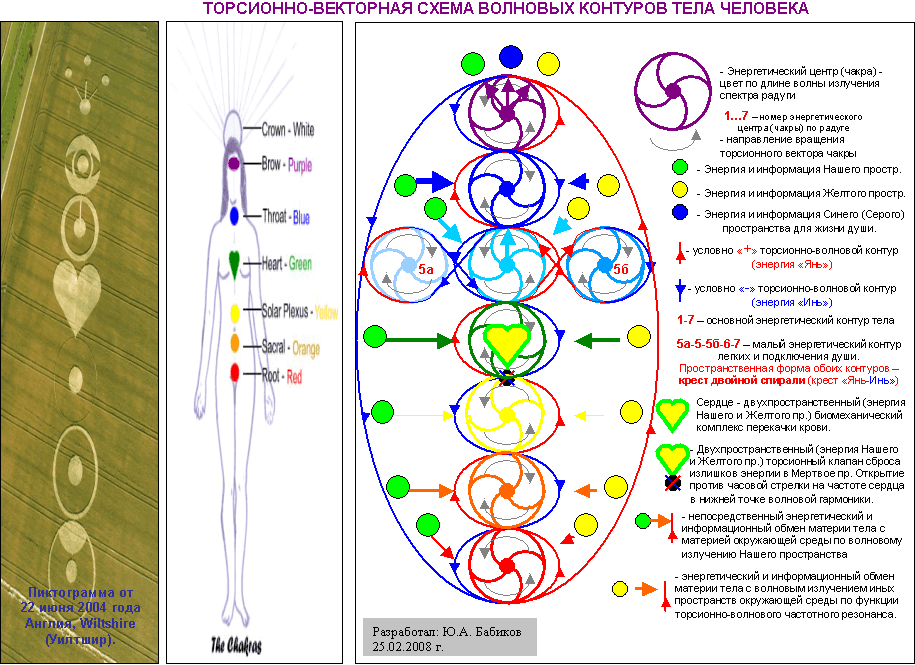 ТОРСИОННО-ВЕКТОРНАЯ СХЕМА ВОЛНОВЫХ КОНТУРОВ ТЕЛА ЧЕЛОВЕКА
Пиктограмма от
22 июня 2004 года
Англия, Wiltshire
(Уилтшир).
Crown - White
Brow - Purple
Throat - Blue
Heart - Green
Solar Plexus - Yellow
Sacral - Orange
Root - Red
The Chakras
5а
5б
Разработал: Ю.А. Бабиков
25.02.2008 г.
- Энергетический центр (чакра) -
цвет по длине волны излучения
спектра радуги
1...7 – номер энергетического
центра (чакры) по радуге
- направление вращения
торсионного вектора чакры
- Энергия и информация Нашего простр.
- Энергия и информация Желтого простр.
- Энергия и информация Синего (Серого)
пространства для жизни души.
- условно «+» торсионно-волновой контур
(энергия «Янь»)
- условно «-» торсионно-волновой контур
(энергия «Инь»)
1-7 – основной энергетический контур тела
5а-5-5б-6-7 – малый энергетический контур
легких и подключения души.
Пространственная форма обоих контуров –
крест двойной спирали (крест «Янь-Инь»)
Сердце - двухпространственный (энергия
Нашего и Желтого пр.) биомеханический
комплекс перекачки крови.
- Двухпространственный (энергия Нашего
и Желтого пр.) торсионный клапан сброса
излишков энергии в Мертвое пр. Открытие
против часовой стрелки на частоте сердца
в нижней точке волновой гармоники.
- непосредственный энергетический и
информационный обмен материи тела с
материей окружающей среды по волновому
излучению Нашего пространства
- энергетический и информационный обмен
материи тела с волновым излучением иных
пространств окружающей среды по функции
торсионно-волнового частотного резонанса.